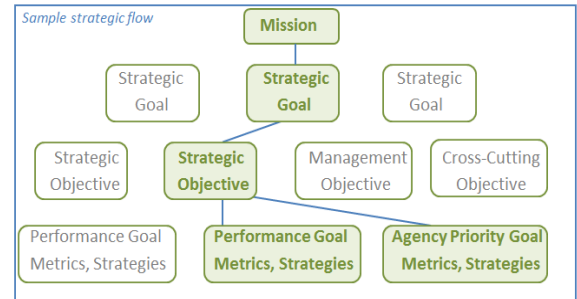 Sample strategic flow
Mission
Strategic
Goal
Strategic
Goal
Strategic
Goal
Strategic
Objective
Strategic
Objective
Management
Objective
Cross-Cutting
Objective
Performance Goal
Metrics, Strategies
Performance Goal
Metrics, Strategies
Agency Priority Goal
Metrics, Strategies